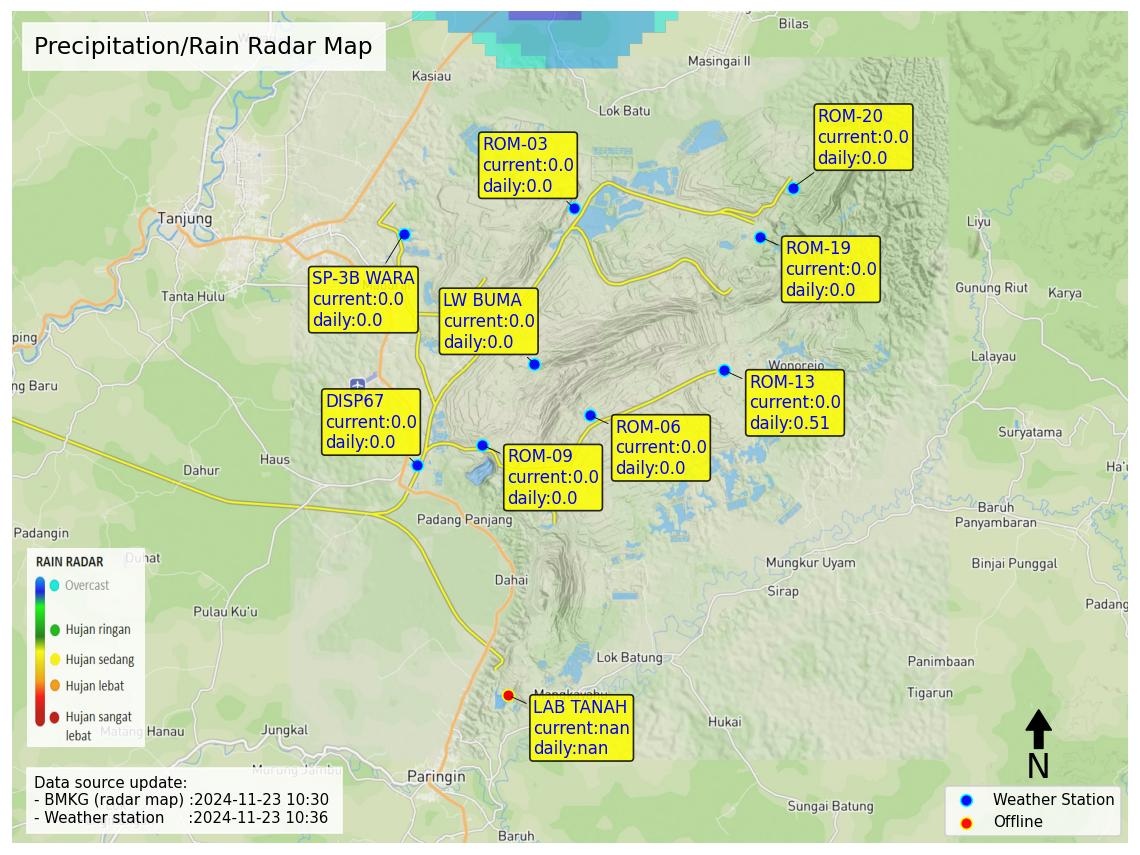 Precipitation/Rain Radar Map
Bilas
Masingai II
Kasiau
Lok Batu
ROM-20
current:0.0
daily:0.0
ROM-03
current:0.0
daily:0.0
Tanjung
Liyu
ROM-19
current:0.0
daily:0.0
SP-3B WARA
current:0.0
daily:0.0
Tanta Hulu
LW BUMA
current:0.0
daily:0.0
Gunung Riut
Karya
ping
Lalayau
Wonorejo
ng Baru
ROM-13
current:0.0
daily:0.51
DISP67
current:0.0
daily:0.0
ROM-06
current:0.0
daily:0.0
Suryatama
ROM-09
current:0.0
daily:0.0
Haus
Dahur
Ha'u
Padang Panjang
Baruh
Panyambaran
Padangin
Duhat
Mungkur Uyam
Binjai Punggal
RAIN RADAR
Overcast
Hujan ringan
Hujan sedang
Hujan lebat
Hujan sangat
lebat
Dahai
Sirap
Padang
Pulau Ku'u
Lok Batung
Panimbaan
Tigarun
Mangkayahu
LAB TANAH
current:nan
daily:nan
Hukai
Matang Hanau
Jungkal
Murung Jambu
Paringin
N
Data source update:
- BMKG (radar map) :2024-11-23 10:30
- Weather station :2024-11-23 10:36
Sungai Batung
Weather Station
Offline
Baruh